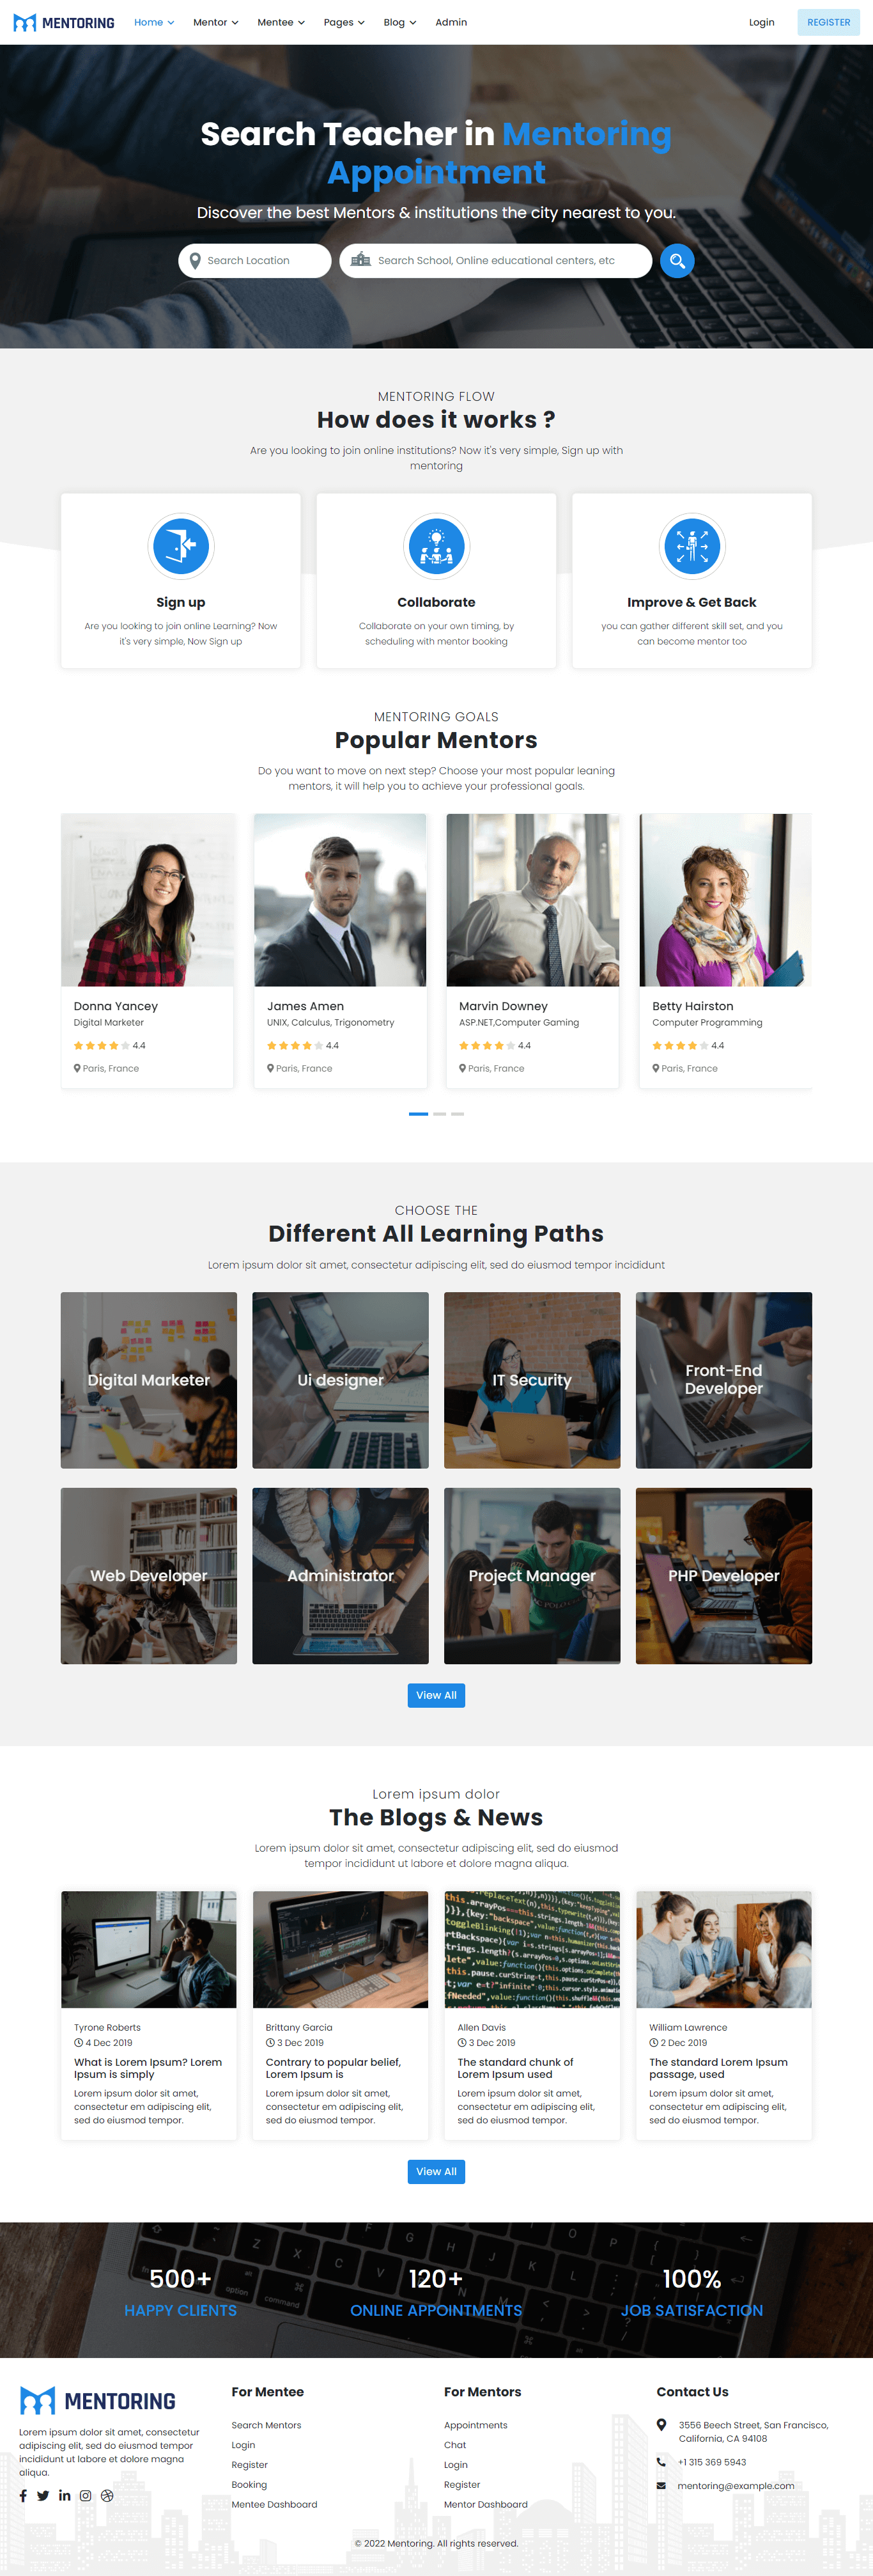 MENTORING Home Mentor Mentee Pages Blog Admin Login REGISTER
Search Teacher in Mentoring
Appointment
Discover the best Mentors & institutions the city nearest to you.
Search Location Search School, Online educational centers, etc
MENTORING FLOW
How does it works ?
Are you looking to join online institutions? Now it's very simple, Sign up with
mentoring
Sign up
Are you looking to join online Learning? Now
it's very simple, Now Sign up
Collaborate
Collaborate on your own timing, by
scheduling with mentor booking
Improve & Get Back
you can gather different skill set, and you
can become mentor too
MENTORING GOALS
Popular Mentors
Do you want to move on next step? Choose your most popular leaning
mentors, it will help you to achieve your professional goals.
Donna Yancey
Digital Marketer
4.4
Paris, France
James Amen
UNIX, Calculus, Trigonometry
4.4
Paris, France
Marvin Downey
ASP.NET,Computer Gaming
4.4
Paris, France
Betty Hairston
Computer Programming
4.4
Paris, France
CHOOSE THE
Different All Learning Paths
Lorem ipsum dolor sit amet, consectetur adipiscing elit, sed do eiusmod tempor incididunt
Digital Marketer
Ui designer
IT Security
Front-End
Developer
Web Developer
Administrator
Project Manager
PHP Developer
View All
Lorem ipsum dolor
The Blogs & News
Lorem ipsum dolor sit amet, consectetur adipiscing elit, sed do eiusmod
tempor incididunt ut labore et dolore magna aliqua.
Tyrone Roberts
4 Dec 2019
What is Lorem Ipsum? Lorem
Ipsum is simply
Lorem ipsum dolor sit amet,
consectetur em adipiscing elit,
sed do eiusmod tempor.
Brittany Garcia
3 Dec 2019
Contrary to popular belief,
Lorem Ipsum is
Lorem ipsum dolor sit amet,
consectetur em adipiscing elit,
sed do eiusmod tempor.
Allen Davis
3 Dec 2019
The standard chunk of
Lorem Ipsum used
Lorem ipsum dolor sit amet,
consectetur em adipiscing elit,
sed do eiusmod tempor.
William Lawrence
2 Dec 2019
The standard Lorem Ipsum
passage, used
Lorem ipsum dolor sit amet,
consectetur em adipiscing elit,
sed do eiusmod tempor.
View All
500+
HAPPY CLIENTS
120+
ONLINE APPOINTMENTS
100%
JOB SATISFACTION
MENTORING
Lorem ipsum dolor sit amet, consectetur
adipiscing elit, sed do eiusmod tempor
incididunt ut labore et dolore magna
aliqua.
For Mentee
Search Mentors
Login
Register
Booking
Mentee Dashboard
For Mentors
Appointments
Chat
Login
Register
Mentor Dashboard
Contact Us
3556 Beech Street, San Francisco,
California, CA 94108
+1 315 369 5943
mentoring@example.com
© 2022 Mentoring. All rights reserved.